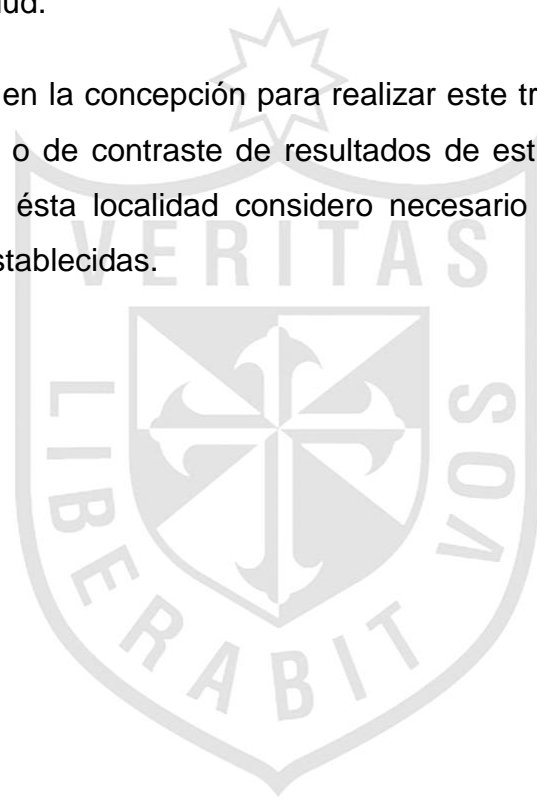 ud.
en la concepción para realizar este tr
o de contraste de resultados de est
ésta localidad considero necesario
stablecidas.
VERITAS
LIBERABIT VOS